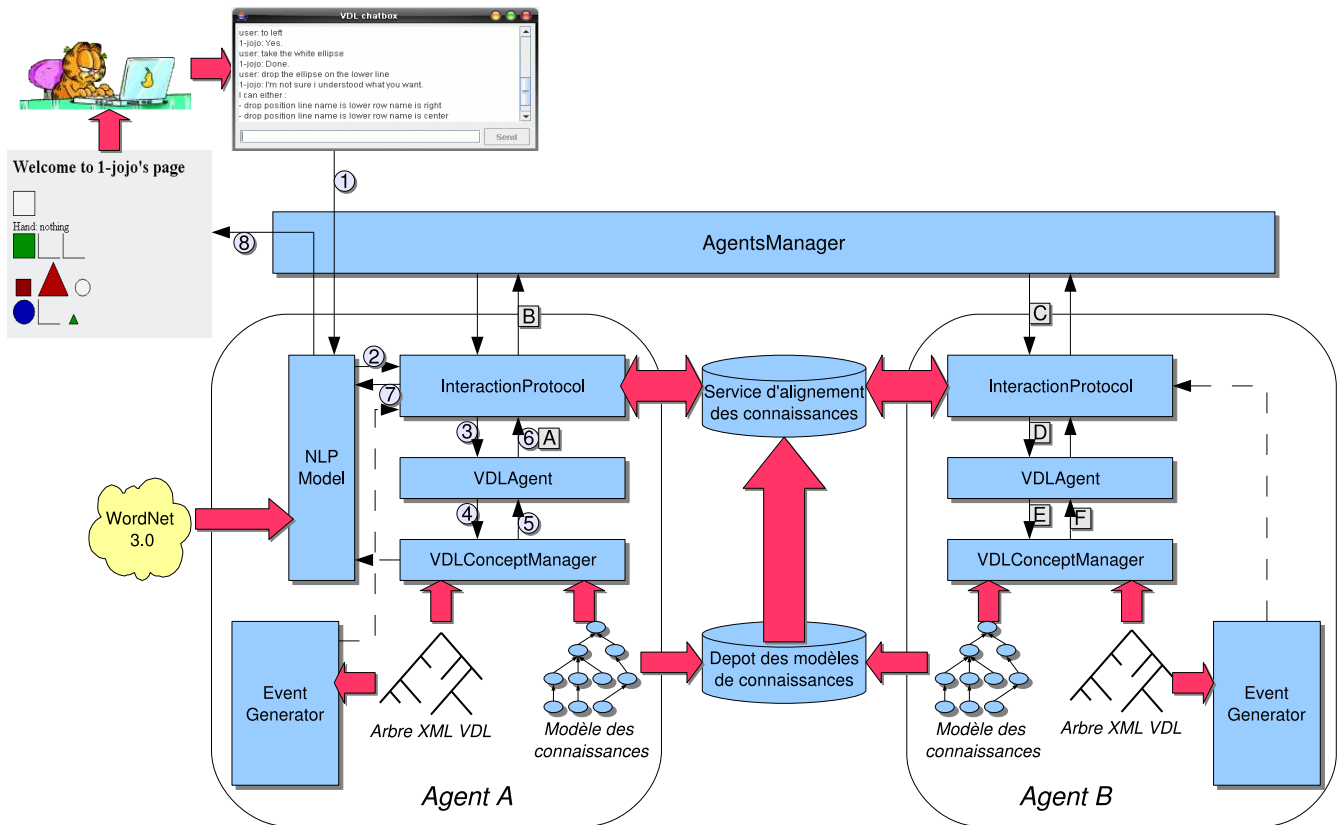 VDL chatbox
user: to left
1-jojo: Yes.
user: take the white ellipse
1-jojo: Done.
user: drop the ellipse on the lower line
1-jojo: I'm not sure i understood what you want.
I can either :
- drop position line name is lower row name is right
- drop position line name is lower row name is center
Send
Welcome to 1-jojo's page
Hand: nothing
1
8
AgentsManager
B
C
2
7
InteractionProtocol
Service d'alignement
des connaissances
InteractionProtocol
3
6
A
D
NLP
Model
VDLAgent
VDLAgent
WordNet
3.0
4
5
E
F
VDLConceptManager
VDLConceptManager
Event
Generator
Arbre XML VDL
Modèle des
connaissances
Depot des modèles
de connaissances
Modèle des
connaissances
Arbre XML VDL
Event
Generator
Agent A
Agent B